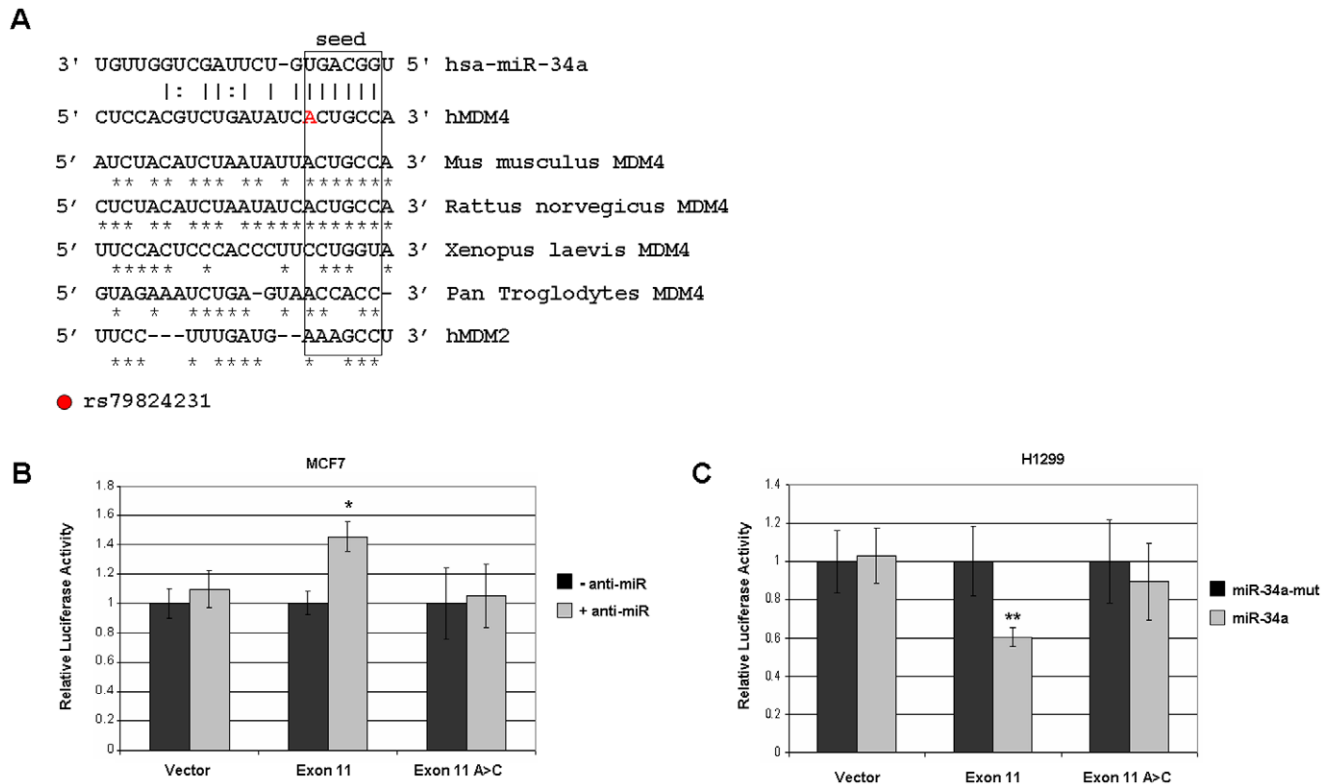 A
seed
3' UGUUGGUCGAUUCU-GUGACGGU 5' hsa-miR-34a
|: ||:| | |||||||
5' CUCCACGUCUGAUAUCACUGCCA 3' hMDM4
5' AUCUACAUCUAAUAUUACUGCCA 3' Mus musculus MDM4
** ** *** ** * *******
5' CUCUACAUCUAAUAUCACUGCCA 3' Rattus norvegicus MDM4
*** ** *** ************
5' UUCCACUCCCACCCUUCCUGGUA 3' Xenopus laevis MDM4
***** * * *** *
5' GUAGAAAUCUGA-GUAACCACC- 3' Pan Troglodytes MDM4
* * ***** * * **
5' UUCC---UUUGAUG--AAAGCCU 3' hMDM2
*** * **** * ***
rs79824231
B
MCF7
Relative Luciferase Activity
1.8
1.6
1.4
1.2
1
0.8
0.6
0.4
0.2
0
*
Vector
Exon 11
Exon 11 A>C
- anti-miR
+ anti-miR
C
H1299
Relative Luciferase Activity
1.4
1.2
1
0.8
0.6
0.4
0.2
0
**
Vector
Exon 11
Exon 11 A>C
miR-34a-mut
miR-34a